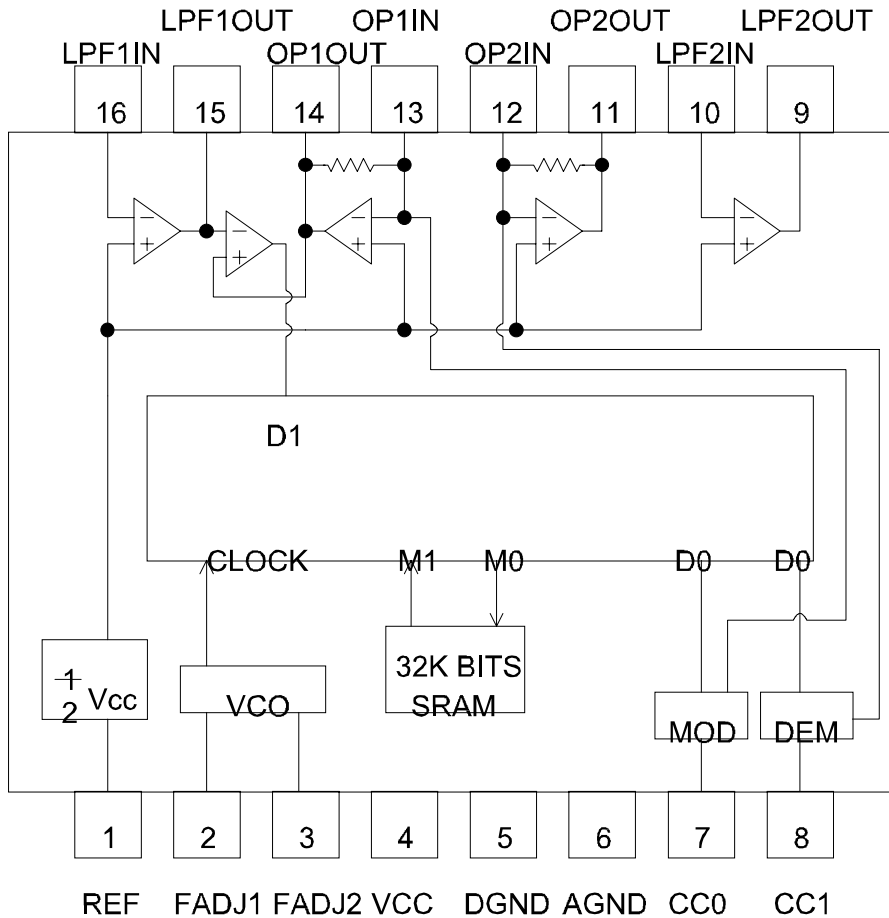 LPF1OUT OP1IN OP2OUT LPF2OUT
LPF1IN OP1OUT OP2IN LPF2IN
16 15 14 13 12 11 10 9
− − − − −
+ + + + +
D1
CLOCK M1 M0 D0 D0
1
2 Vcc
VCO
32K BITS
SRAM
MOD DEM
1 2 3 4 5 6 7 8
REF FADJ1 FADJ2 VCC DGND AGND CC0 CC1